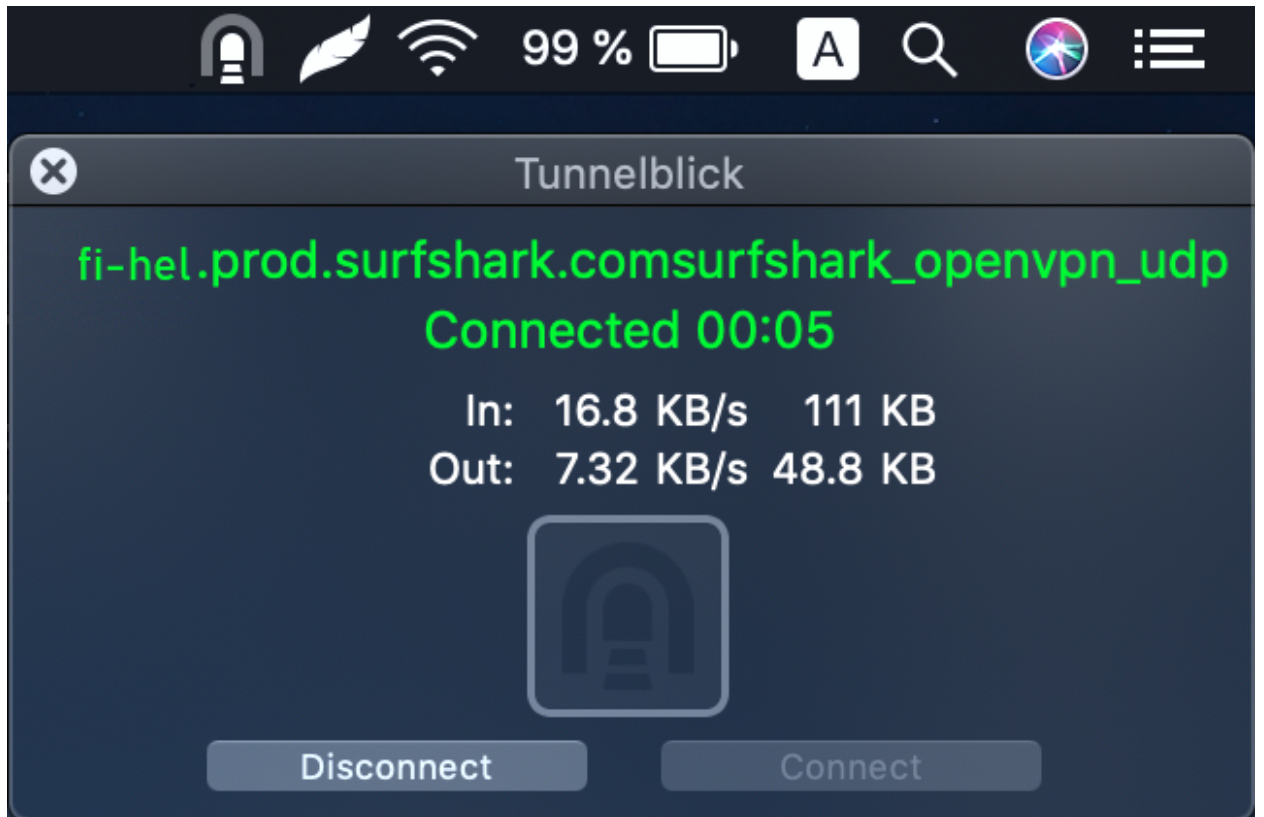 99 % A
Tunnelblick
fi-hel.prod.surfshark.comsurfshark_openvpn_udp
Connected 00:05
In: 16.8 KB/s 111 KB
Out: 7.32 KB/s 48.8 KB
Disconnect Connect